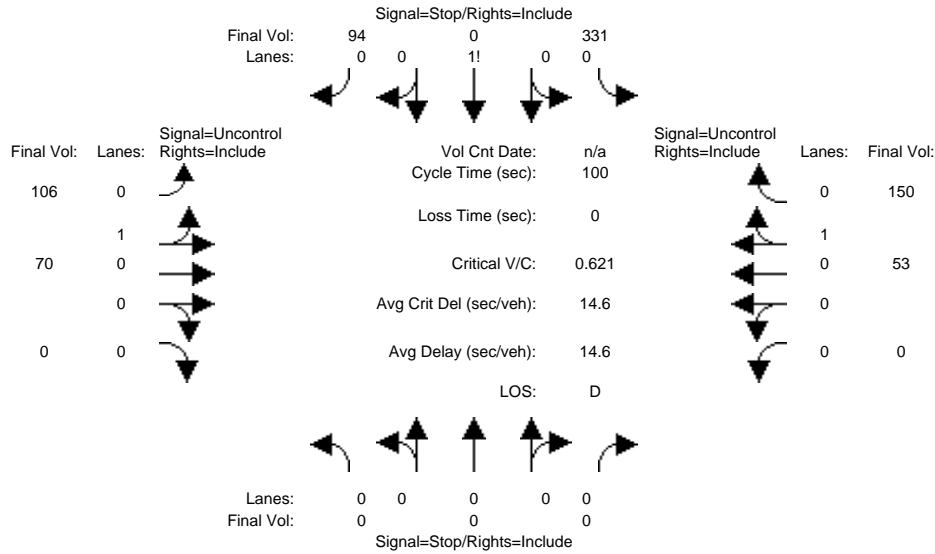 Signal=Stop/Rights=Include
Final Vol: 94 0 331
Lanes: 0 0 1! 0 0
Signal=Uncontrol Signal=Uncontrol
Final Vol: Lanes: Rights=Include Vol Cnt Date: n/a Rights=Include Lanes: Final Vol:
Cycle Time (sec): 100
106 0 0 150
Loss Time (sec): 0
1 1
70 0 Critical V/C: 0.621 0 53
0 Avg Crit Del (sec/veh): 14.6 0
0 0 Avg Delay (sec/veh): 14.6 0 0
LOS: D
Lanes: 0 0 0 0 0
Final Vol: 0 0 0
Signal=Stop/Rights=Include